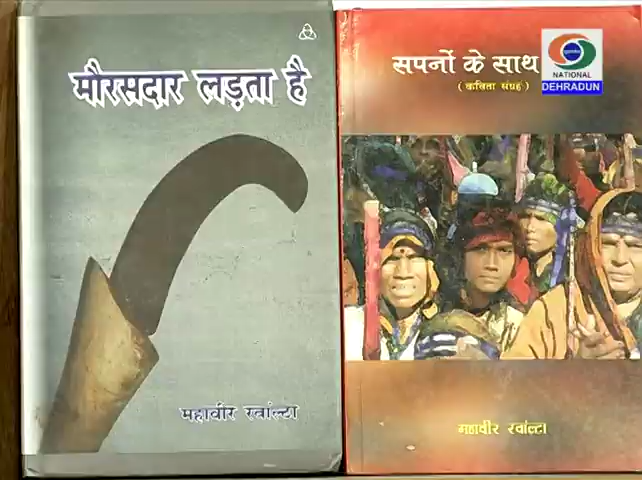 मौरसदार लड़ता है
महावीर रवांल्टा
सपनों के साथ
(कविता संग्रह)
महावीर रवांल्टा
NATIONAL
DEHRADUN